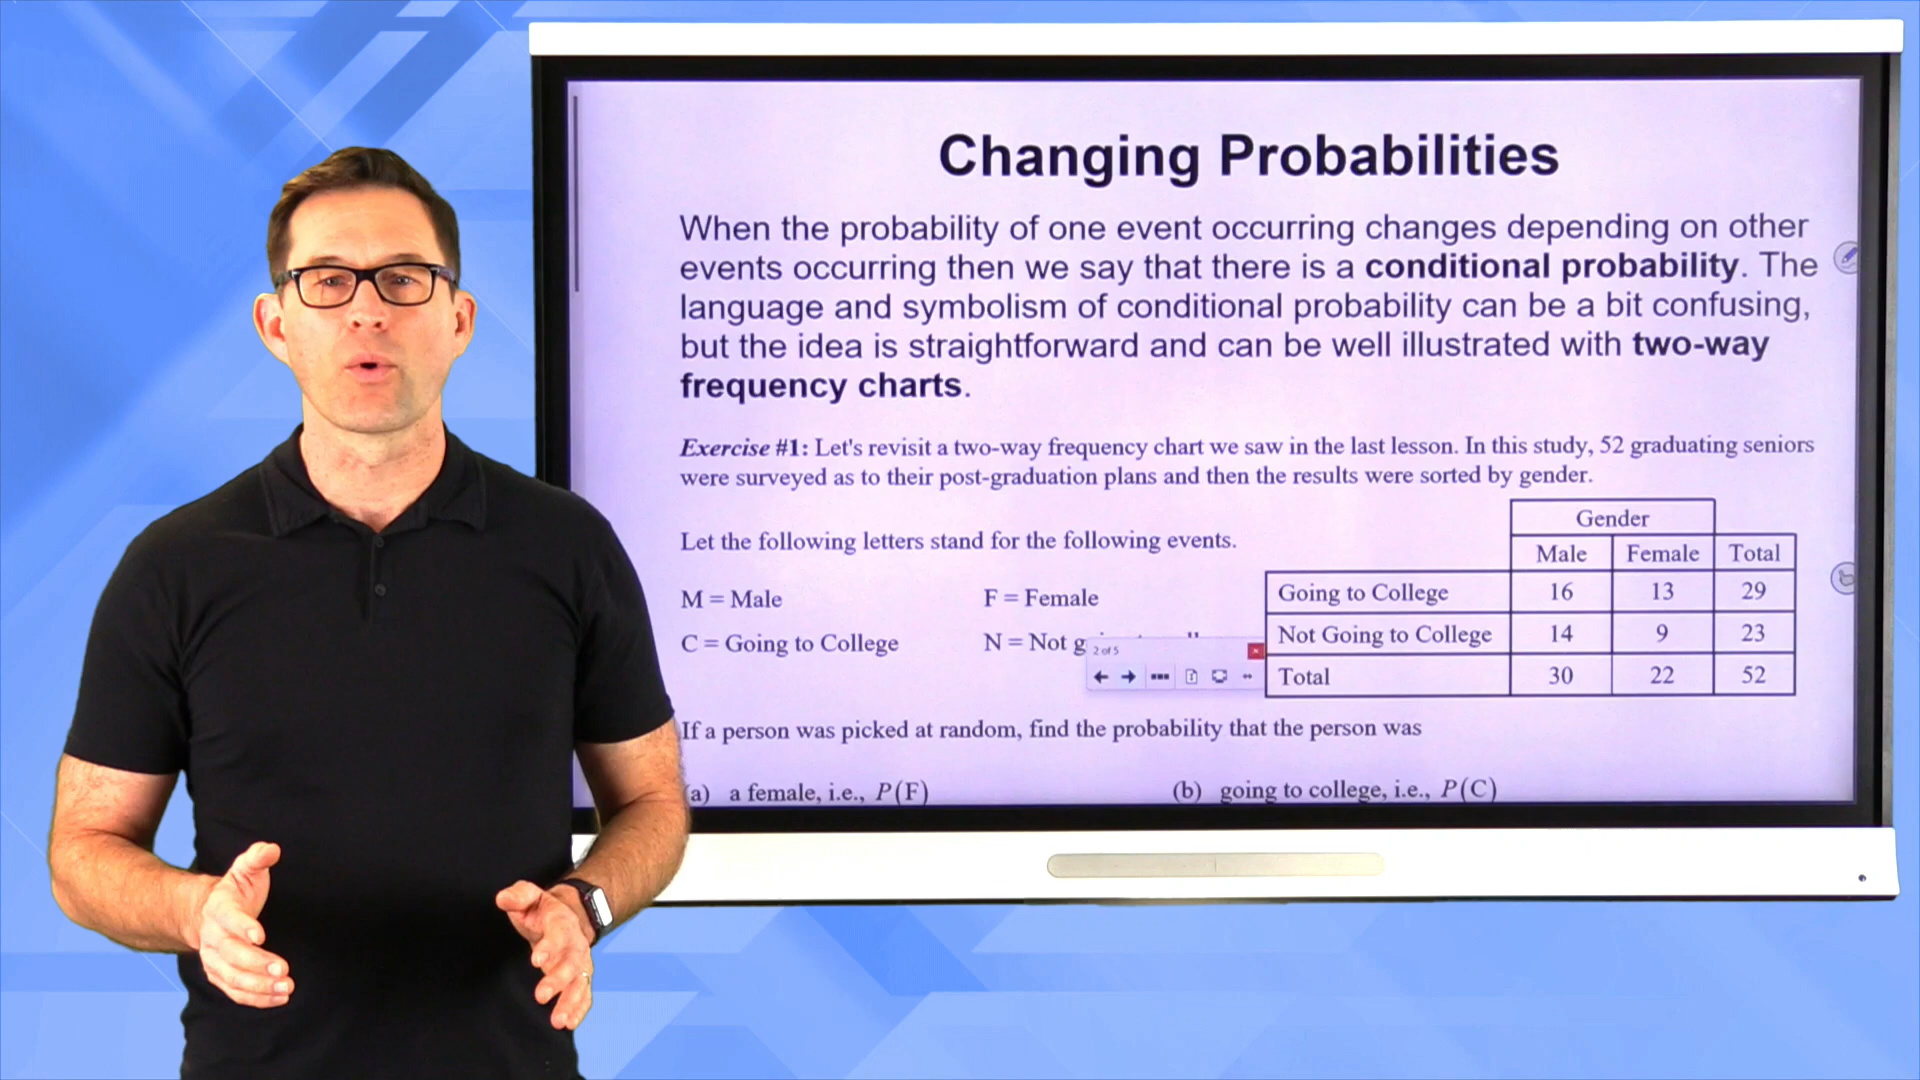 Changing Probabilities
When the probability of one event occurring changes depending on other
events occurring then we say that there is a conditional probability. The
language and symbolism of conditional probability can be a bit confusing,
but the idea is straightforward and can be well illustrated with two-way
frequency charts.
Exercise #1: Let's revisit a two-way frequency chart we saw in the last lesson. In this study, 52 graduating seniors
were surveyed as to their post-graduation plans and then the results were sorted by gender.
Let the following letters stand for the following events.
M = Male F = Female
C = Going to College N = Not
2 of 5
Gender
Male Female Total
Going to College 16 13 29
Not Going to College 14 9 23
Total 30 22 52
If a person was picked at random, find the probability that the person was
a) a female, i.e., P(F) (b) going to college, i.e., P(C)